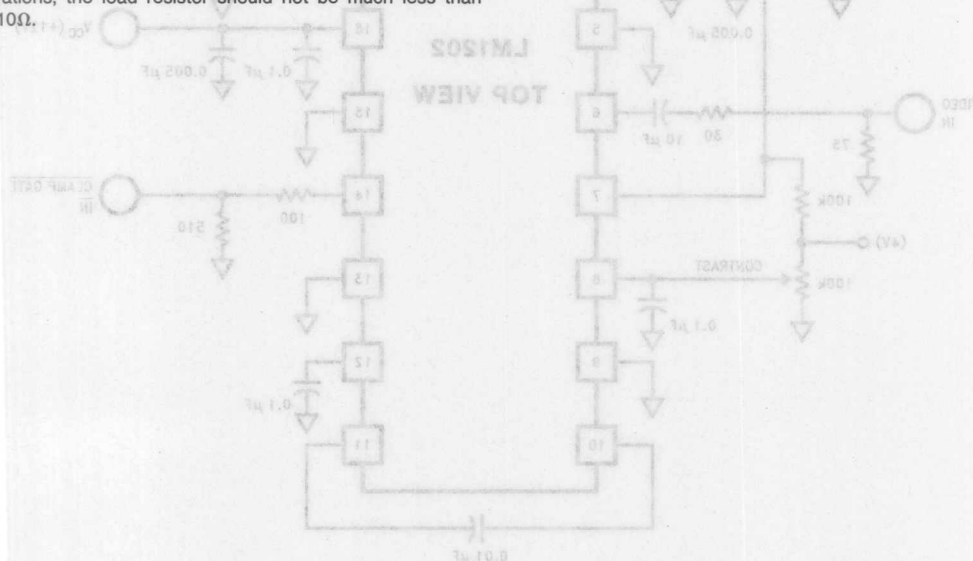 ations, the load resistor should not be much less than
10Ω.
VCC (+12V)
0.005 µF
0.1 µF
16
LM1202
TOP VIEW
5
0.005 µF
15
6
10 µF
30
VIDEO
IN
75
CLAMP GATE
IN
510
100
14
7
100k
(4V)
13
8
CONTRAST
100k
0.1 µF
12
9
0.1 µF
11
10
0.01 µF